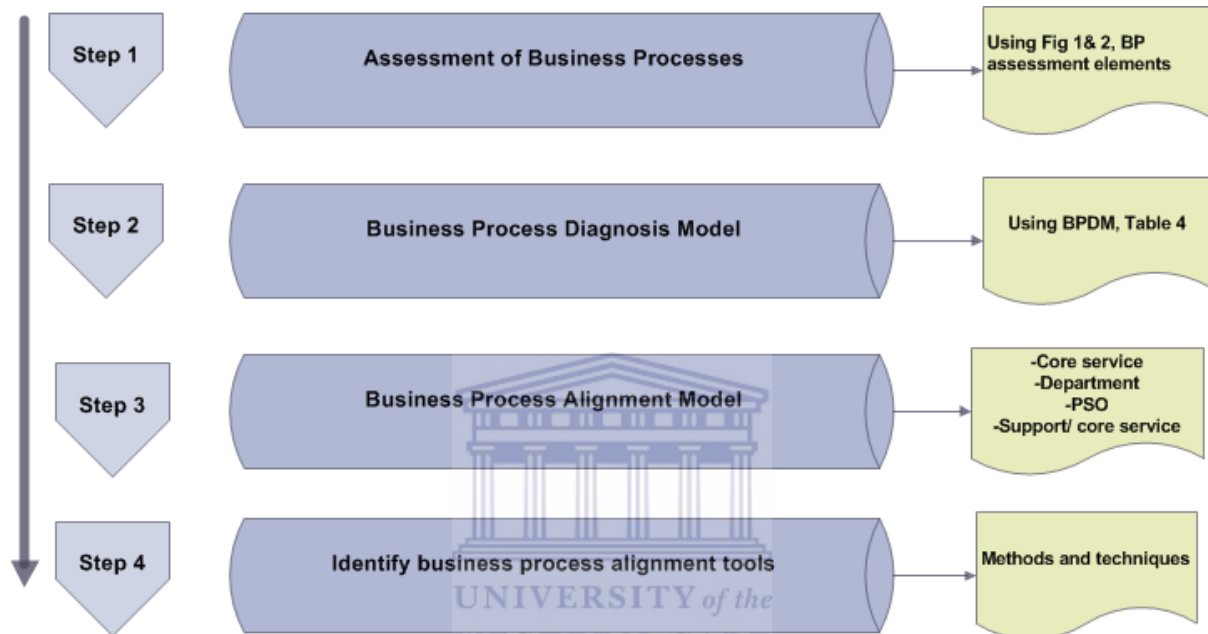 Step 1
Assessment of Business Processes
Using Fig 1& 2, BP
assessment elements
Step 2
Business Process Diagnosis Model
Using BPDM, Table 4
Step 3
Business Process Alignment Model
-Core service
-Department
-PSO
-Support/ core service
Step 4
Identify business process alignment tools
Methods and techniques
UNIVERSITY of the